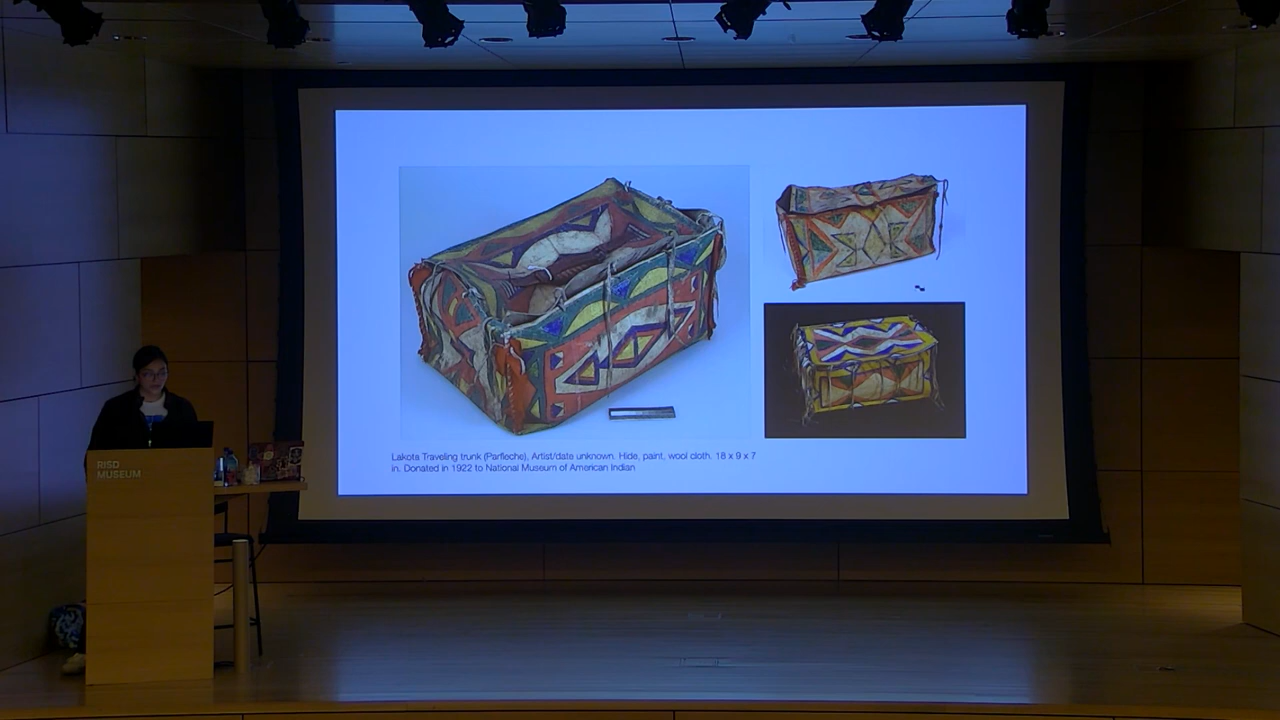 Lakota Traveling trunk (Parfleche), Artist/date unknown. Hide, paint, wool cloth. 18 x 9 x 7
in. Donated in 1922 to National Museum of American Indian
RISD
MUSEUM